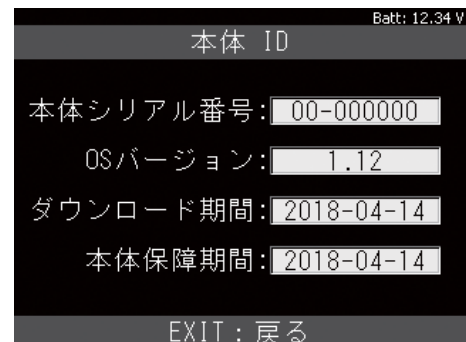 Batt: 12.34 V
本体 ID
本体シリアル番号: 00-000000
OSバージョン: 1.12
ダウンロード期間: 2018-04-14
本体保障期間: 2018-04-14
EXIT：戻る